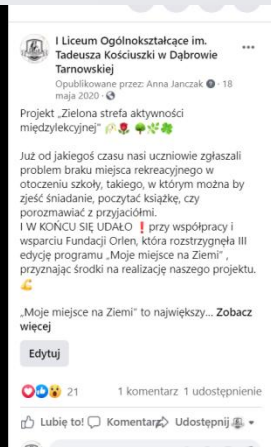 I Liceum Ogólnokształcące im.
Tadeusza Kościuszki w Dąbrowie
Tarnowskiej
Opublikowane przez: Anna Janczak · 18
maja 2020 ·
Projekt „Zielona strefa aktywności
międzylekcyjnej"
Już od jakiegoś czasu nasi uczniowie zgłaszali
problem braku miejsca rekreacyjnego w
otoczeniu szkoły, takiego, w którym można by
zjeść śniadanie, poczytać książkę, czy
porozmawiać z przyjaciółmi.
I W KOŃCU SIĘ UDAŁO❗przy współpracy i
wsparciu Fundacji Orlen, która rozstrzygnęła III
edycję programu „Moje miejsce na Ziemi" ,
przyznając środki na realizację naszego projektu.
„Moje miejsce na Ziemi" to największy... Zobacz
więcej
Edytuj
21 1 komentarz 1 udostępnienie
Lubię to! Komentarz Udostępnij